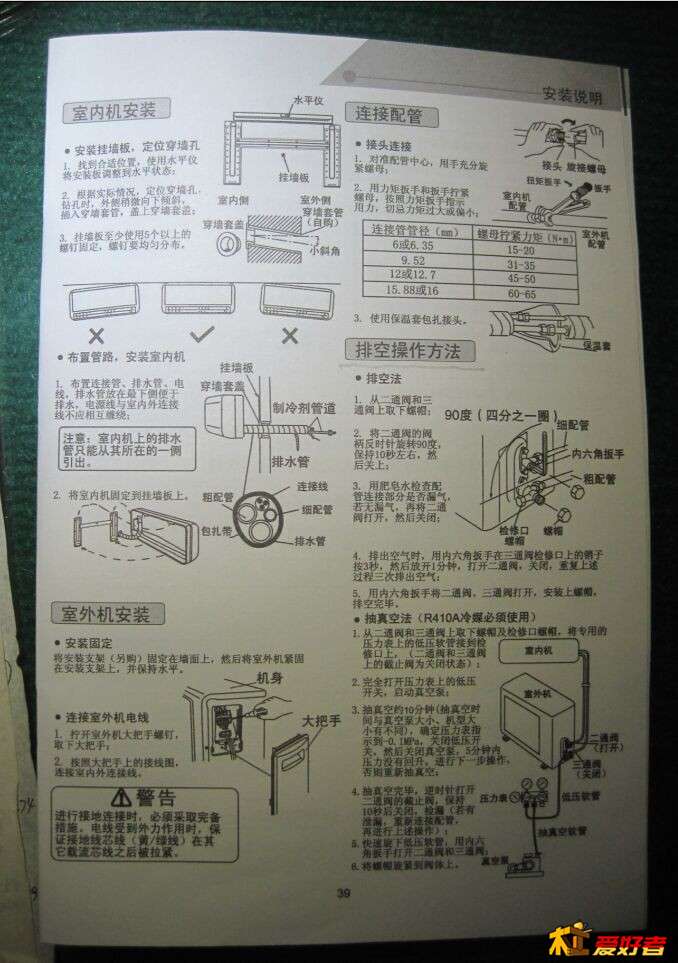 安装说明
室内机安装
水平仪
• 安装挂墙板，定位穿墙孔
1. 找到合适位置，使用水平仪
将安装板调整到水平状态；
挂墙板
2. 根据实际情况，定位穿墙孔，
钻孔时，外侧稍微向下倾斜，
插入穿墙套管，盖上穿墙套盖；
室内侧
室外侧
穿墙套盖
穿墙套管
（自购）
小斜角
3. 挂墙板至少使用5个以上的
螺钉固定，螺钉要均匀分布。
• 布置管路，安装室内机
挂墙板
1. 布置连接管、排水管、电
线，排水管放在最下侧便于
排水，电源线与室内外连接
线不应相互缠绕；
穿墙套盖
制冷剂管道
排水管
注意：室内机上的排水
管只能从其所在的一侧
引出。
2. 将室内机固定到挂墙板上。
粗配管
连接线
细配管
包扎带
排水管
室外机安装
• 安装固定
将安装支架（另购）固定在墙面上，然后将室外机紧固
在安装支架上，并保持水平。
机身
• 连接室外机电线
大把手
1. 拧开室外机大把手螺钉，
取下大把手；
2. 按照大把手上的接线图，
连接室内外连接线。
警告
进行接地连接时，必须采取完备
措施。电线受到外力作用时，保
证接地线芯线（黄/绿线）在其
它载流芯线之后被拉紧。
连接配管
• 接头连接
1. 对准配管中心，用手充分旋
紧螺母；
接头 旋接螺母
2. 用力矩扳手和扳手拧紧
螺母，按照力矩扳手指示
用力，切忌力矩过大或偏小；
扭矩扳手
扳手
室内机
配管
室外机
配管
连接管管径（mm） 螺母拧紧力矩（N·m）
6或6.35 15-20
9.52 31-35
12或12.7 45-50
15.88或16 60-65
3. 使用保温套包扎接头。
保温套
排空操作方法
• 排空法
1. 从二通阀和三
通阀上取下螺帽；
90度（四分之一圈）
细配管
内六角扳手
粗配管
检修口
螺帽
螺帽
2. 将二通阀的阀
柄反时针旋转90度，
保持10秒左右，然
后关上；
3. 用肥皂水检查配
管连接部分是否漏气，
若无漏气，再将二通
阀打开，然后关闭；
4. 排出空气时，用内六角扳手在三通阀检修口上的销子
按3秒，然后放开1分钟，打开二通阀，关闭，重复上述
过程三次排出空气；
5. 用内六角扳手将二通阀、三通阀打开，安装上螺帽，
排空完毕。
• 抽真空法（R410A冷媒必须使用）
1. 从二通阀和三通阀上取下螺帽及检修口螺帽，将专用的
压力表上的低压软管接到检
修口上，（二通阀和三通阀
上的截止阀为关闭状态）；
室内机
2. 完全打开压力表上的低压
开关，启动真空泵；
室外机
3. 抽真空约10分钟(抽真空时
间与真空泵大小、机型大
小有不同)，确定压力表指
示到-0.1MPa，关闭低压开
关，然后关闭真空泵，5分钟内
压力没有回升，进行下一步操作，
否则重新抽真空；
二通阀
（打开）
三通阀
（关闭）
4. 抽真空完毕，逆时针打开
二通阀的截止阀，保持
10秒后关闭，检漏（若有
泄漏，重新连接配管，
再进行上述操作）；
压力表
低压软管
抽真空软管
5. 快速旋下低压软管，用内六
角扳手打开二通阀和三通阀；
真空泵
6. 将螺帽旋紧到阀体上。
39
爱好者